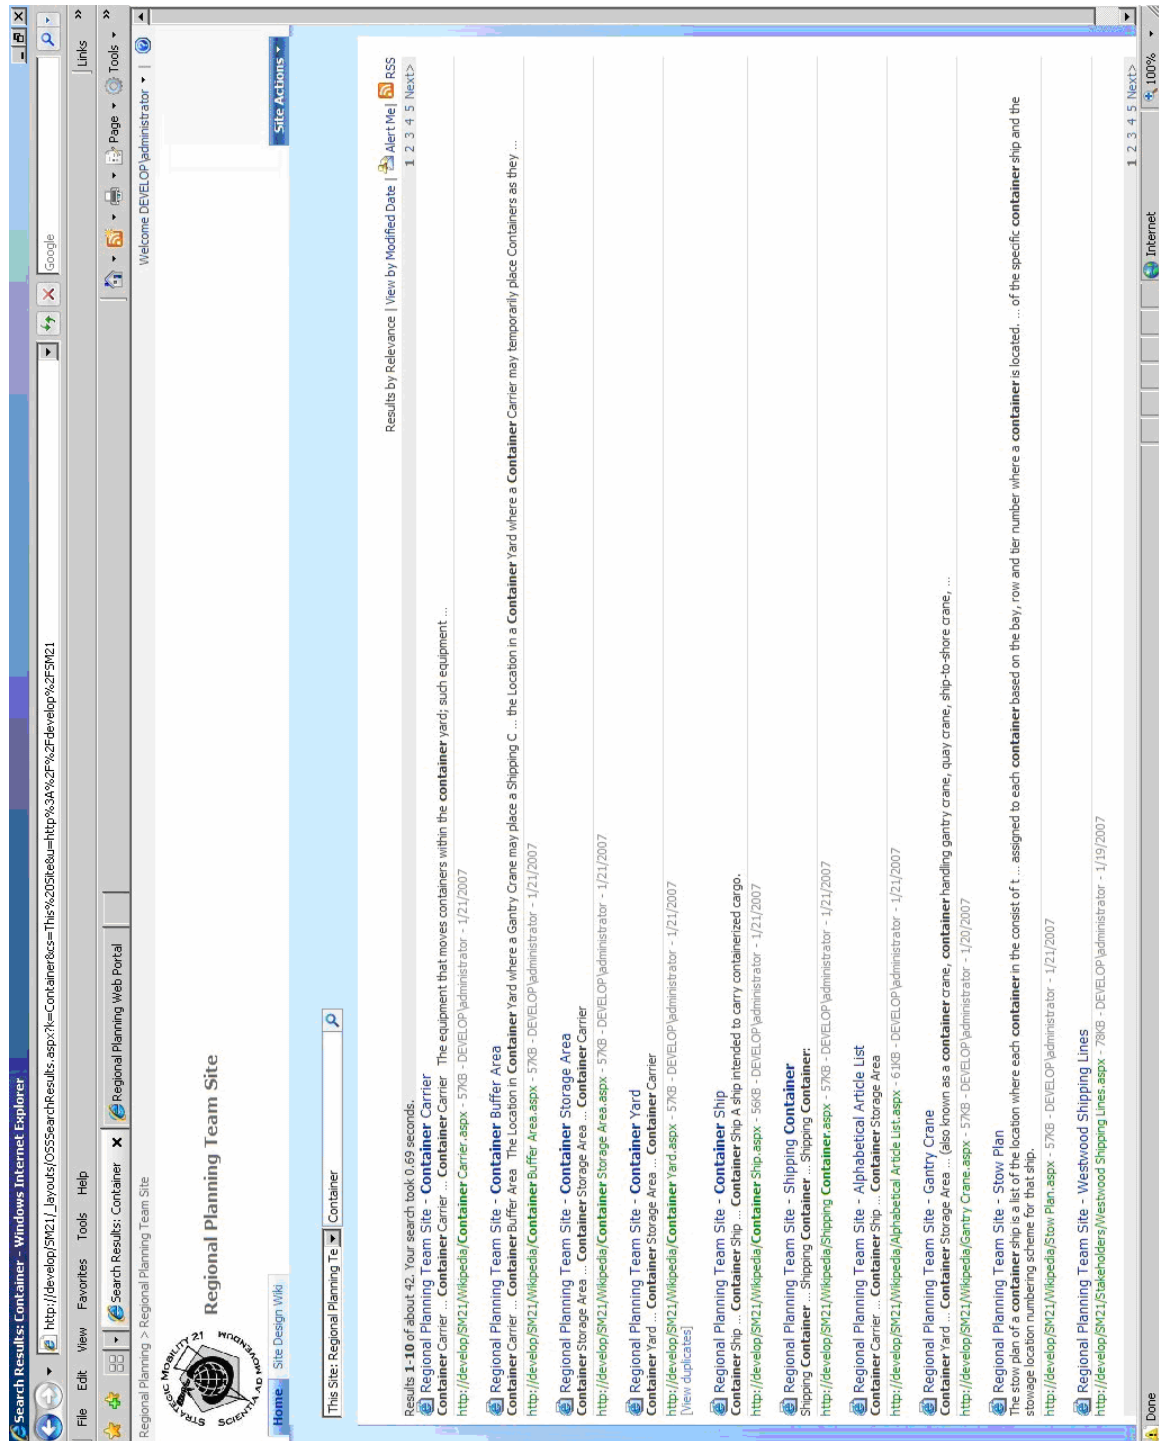 Search Results: Container - Windows Internet Explorer
http://develop/SM21/_layouts/OSSSearchResults.aspx?k=Container&cs=This%20Site&u=http%3A%2F%2Fdevelop%2FSM21
Google
File Edit View Favorites Tools Help
Links »
Search Results: Container
Regional Planning Web Portal
Page Tools »
Regional Planning > Regional Planning Team Site
Welcome DEVELOP\administrator
STRATEGIC MOBILITY 21
SCIENTIA AD MOVENDUM
Regional Planning Team Site
Home Site Design Wiki
Site Actions
This Site: Regional Planning Te Container
Results by Relevance | View by Modified Date | Alert Me| RSS
Results 1-10 of about 42. Your search took 0.69 seconds.
1 2 3 4 5 Next>
Regional Planning Team Site - Container Carrier
Container Carrier ... Container Carrier ... Container Carrier The equipment that moves containers within the container yard; such equipment ...
http://develop/SM21/Wikipedia/Container Carrier.aspx - 57KB - DEVELOP\administrator - 1/21/2007
Regional Planning Team Site - Container Buffer Area
Container Carrier ... Container Buffer Area The Location in Container Yard where a Gantry Crane may place a Shipping C ... the Location in a Container Yard where a Container Carrier may temporarily place Containers as they ...
http://develop/SM21/Wikipedia/Container Buffer Area.aspx - 57KB - DEVELOP\administrator - 1/21/2007
Regional Planning Team Site - Container Storage Area
Container Storage Area ... Container Storage Area ... Container Carrier
http://develop/SM21/Wikipedia/Container Storage Area.aspx - 57KB - DEVELOP\administrator - 1/21/2007
Regional Planning Team Site - Container Yard
Container Yard ... Container Storage Area ... Container Carrier
http://develop/SM21/Wikipedia/Container Yard.aspx - 57KB - DEVELOP\administrator - 1/21/2007
[View duplicates]
Regional Planning Team Site - Container Ship
Container Ship ... Container Ship ... Container Ship A ship intended to carry containerized cargo.
http://develop/SM21/Wikipedia/Container Ship.aspx - 56KB - DEVELOP\administrator - 1/21/2007
Regional Planning Team Site - Shipping Container
Shipping Container ... Shipping Container ... Shipping Container:
http://develop/SM21/Wikipedia/Shipping Container.aspx - 57KB - DEVELOP\administrator - 1/21/2007
Regional Planning Team Site - Alphabetical Article List
Container Carrier ... Container Ship ... Container Storage Area
http://develop/SM21/Wikipedia/Alphabetical Article List.aspx - 61KB - DEVELOP\administrator - 1/21/2007
Regional Planning Team Site - Gantry Crane
Container Yard ... Container Storage Area ... (also known as a container crane, container handling gantry crane, quay crane, ship-to-shore crane, ...
http://develop/SM21/Wikipedia/Gantry Crane.aspx - 57KB - DEVELOP\administrator - 1/20/2007
Regional Planning Team Site - Stow Plan
The stow plan of a container ship is a list of the location where each container in the consist of t ... assigned to each container based on the bay, row and tier number where a container is located. ... of the specific container ship and the
stowage location numbering scheme for that ship.
http://develop/SM21/Wikipedia/Stow Plan.aspx - 57KB - DEVELOP\administrator - 1/21/2007
Regional Planning Team Site - Westwood Shipping Lines
http://develop/SM21/Stakeholders/Westwood Shipping Lines.aspx - 78KB - DEVELOP\administrator - 1/19/2007
1 2 3 4 5 Next>
Done
Internet
100%